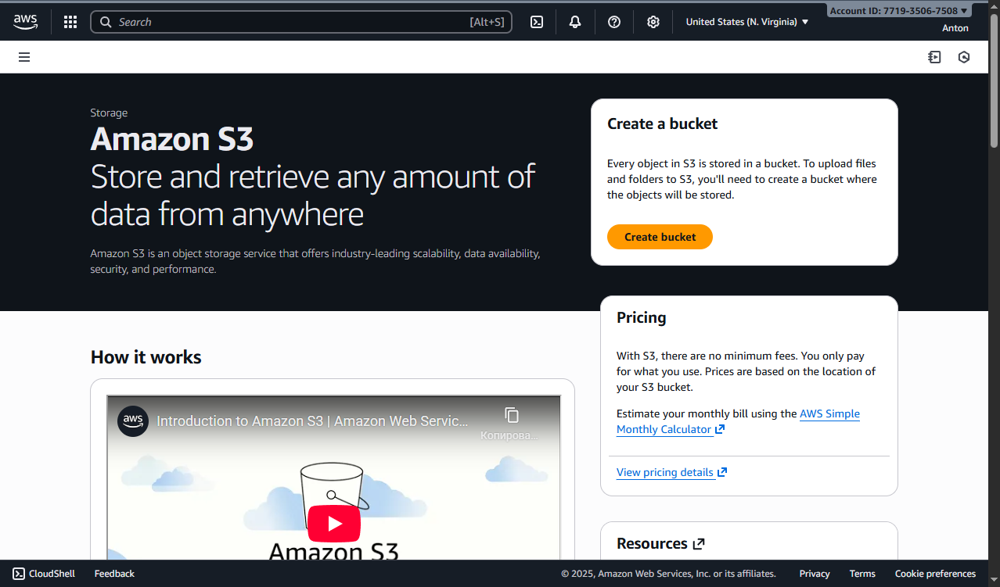 aws
Search
[Alt+S]
United States (N. Virginia)
Account ID: 7719-3506-7508
Anton
Storage
Amazon S3
Store and retrieve any amount of
data from anywhere
Amazon S3 is an object storage service that offers industry-leading scalability, data availability,
security, and performance.
Create a bucket
Every object in S3 is stored in a bucket. To upload files
and folders to S3, you'll need to create a bucket where
the objects will be stored.
Create bucket
How it works
aws
Introduction to Amazon S3 | Amazon Web Servic...
Копирова...
Amazon S3
Pricing
With S3, there are no minimum fees. You only pay
for what you use. Prices are based on the location of
your S3 bucket.
Estimate your monthly bill using the AWS Simple
Monthly Calculator
View pricing details
Resources
CloudShell
Feedback
© 2025, Amazon Web Services, Inc. or its affiliates.
Privacy
Terms
Cookie preferences